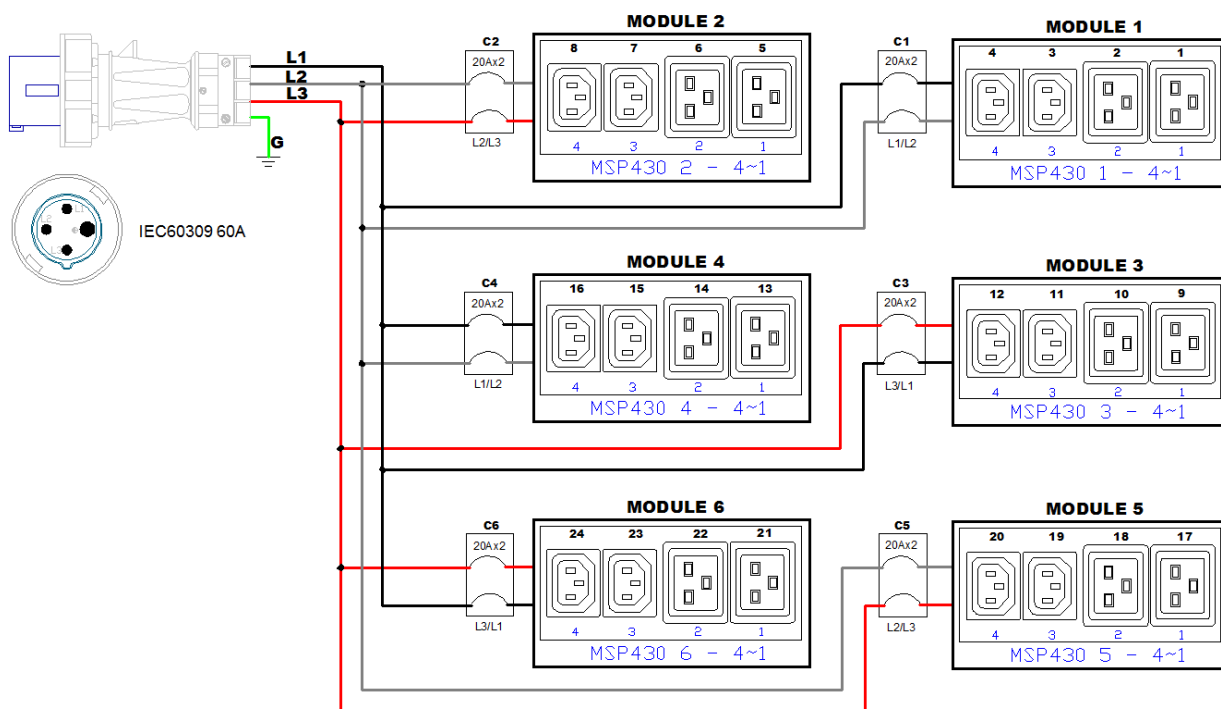 MODULE 2
MODULE 1
L1
L2
L3
G
C2
20Ax2
L2/L3
8 7 6 5
4 3 2 1
MSP430 2 - 4~1
C1
20Ax2
L1/L2
4 3 2 1
4 3 2 1
MSP430 1 - 4~1
L1
L2
L3
G
IEC60309 60A
MODULE 4
MODULE 3
C4
20Ax2
L1/L2
16 15 14 13
4 3 2 1
MSP430 4 - 4~1
C3
20Ax2
L3/L1
12 11 10 9
4 3 2 1
MSP430 3 - 4~1
MODULE 6
MODULE 5
C6
20Ax2
L3/L1
24 23 22 21
4 3 2 1
MSP430 6 - 4~1
C5
20Ax2
L2/L3
20 19 18 17
4 3 2 1
MSP430 5 - 4~1